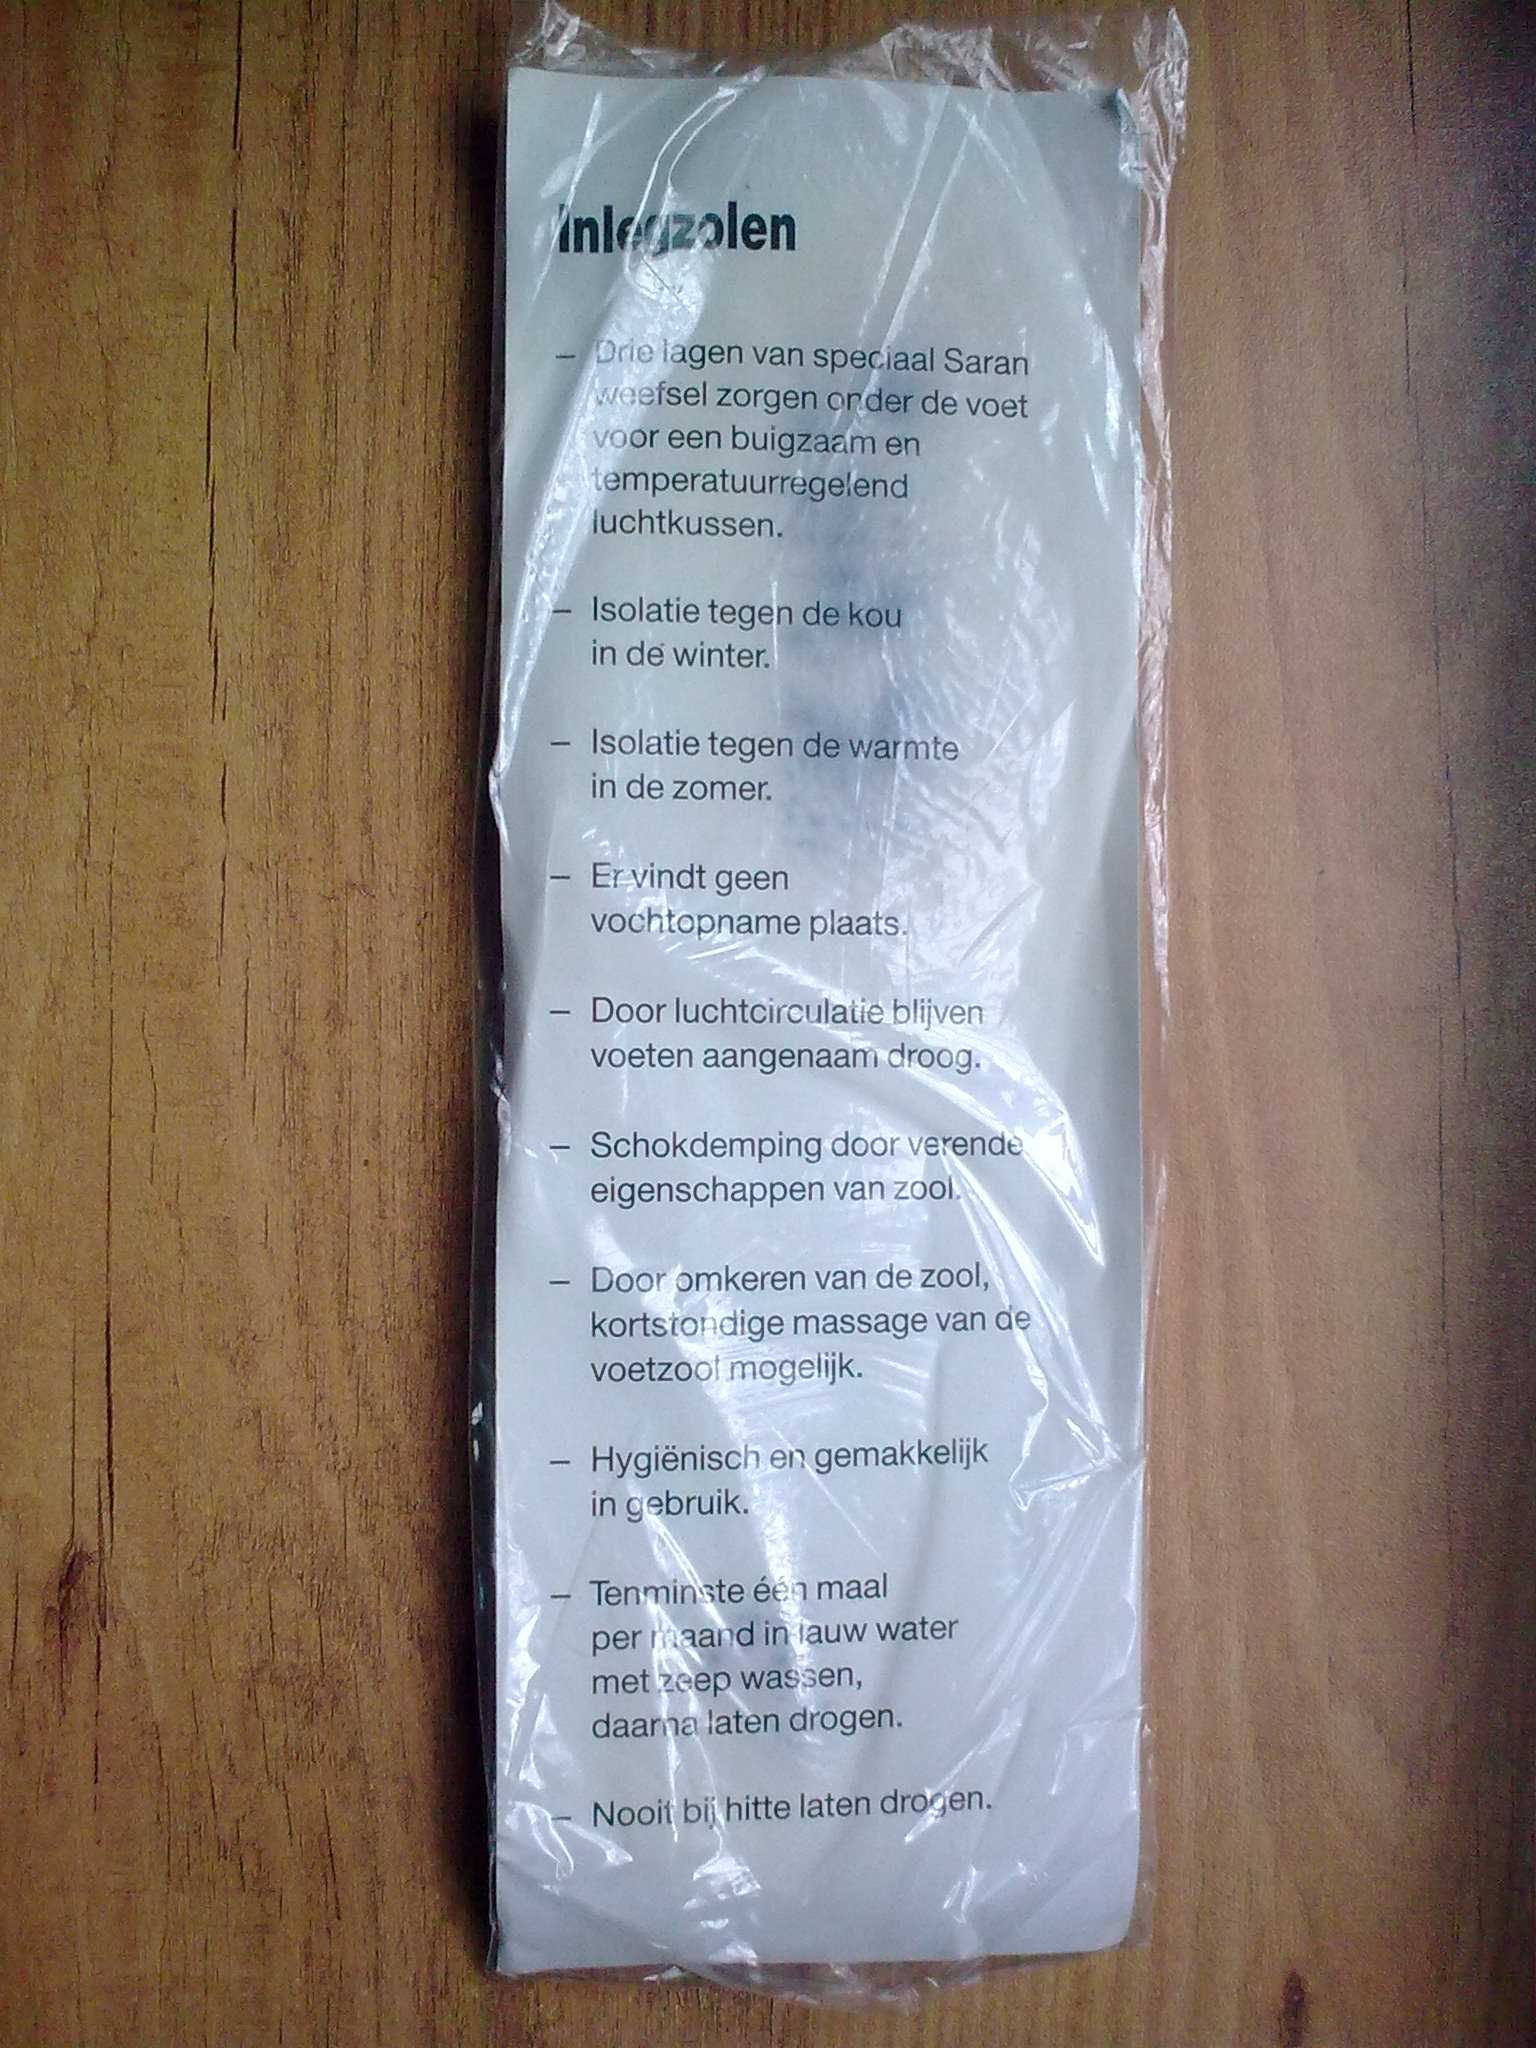 Inlegzolen
– Drie lagen van speciaal Saran
weefsel zorgen onder de voet
voor een buigzaam en
temperatuurregelend
luchtkussen.
– Isolatie tegen de kou
in de winter.
– Isolatie tegen de warmte
in de zomer.
– Er vindt geen
vochtopname plaats.
– Door luchtcirculatie blijven
voeten aangenaam droog.
– Schokdemping door verende
eigenschappen van zool.
– Door omkeren van de zool,
kortstondige massage van de
voetzool mogelijk.
– Hygiënisch en gemakkelijk
in gebruik.
– Tenminste één maal
per maand in lauw water
met zeep wassen,
daarna laten drogen.
– Nooit bij hitte laten drogen.